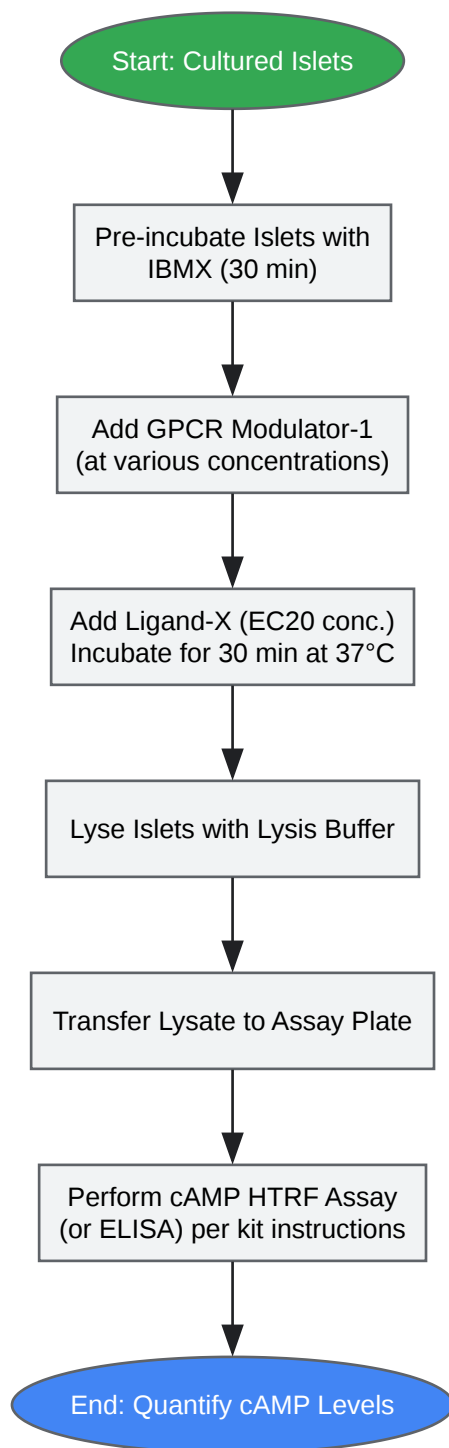 Start: Cultured Islets
Pre-incubate Islets with
IBMX (30 min)
Add GPCR Modulator-1
(at various concentrations)
Add Ligand-X (EC20 conc.)
Incubate for 30 min at 37°C
Lyse Islets with Lysis Buffer
Transfer Lysate to Assay Plate
Perform cAMP HTRF Assay
(or ELISA) per kit instructions
End: Quantify cAMP Levels